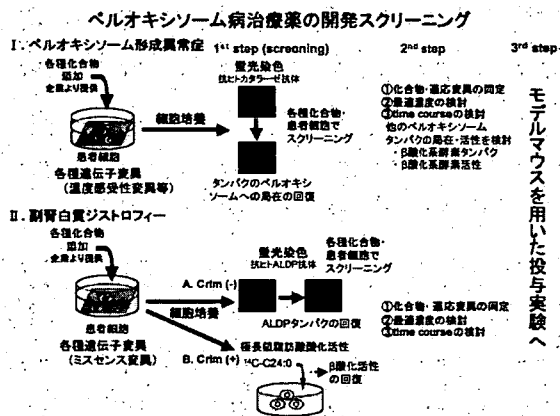 ペルオキシソーム病治療薬の開発スクリーニング
I. ペルオキシソーム形成異常症
1st step (screening)
2nd step
3rd step
各種化合物
添加
企業より提供
患者細胞
各種遺伝子変異
（温度感受性変異等）
細胞培養
蛍光染色
抗ヒトカタラーゼ抗体
各種化合物・
患者細胞で
スクリーニング
タンパクのペルオキシ
ソームへの局在の回復
①化合物・適応変異の同定
②最適濃度の検討
③time courseの検討
他のペルオキシソーム
タンパクの局在・活性を検討
・β酸化系酵素タンパク
・β酸化系酵素活性
モデルマウスを用いた投与実験へ
II. 副腎白質ジストロフィー
各種化合物
添加
企業より提供
患者細胞
各種遺伝子変異
（ミスセンス変異）
A. Crim (-)
細胞培養
B. Crim (+)
蛍光染色
抗ヒトALDP抗体
各種化合物・
患者細胞で
スクリーニング
ALDPタンパクの回復
極長鎖脂肪酸酸化活性
14C-C24:0
β酸化活性
の回復
①化合物・適応変異の同定
②最適濃度の検討
③time courseの検討